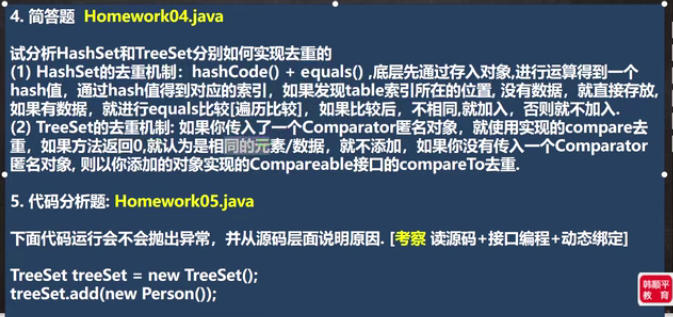 4. 简答题  Homework04.java
试分析HashSet和TreeSet分别如何实现去重的
(1) HashSet的去重机制：hashCode() + equals() ,底层先通过存入对象,进行运算得到一个
hash值，通过hash值得到对应的索引，如果发现table索引所在的位置, 没有数据，就直接存放,
如果有数据，就进行equals比较[遍历比较]，如果比较后，不相同,就加入，否则就不加入.
(2) TreeSet的去重机制: 如果你传入了一个Comparator匿名对象，就使用实现的compare去
重，如果方法返回0,就认为是相同的元素/数据，就不添加，如果你没有传入一个Comparator
匿名对象, 则以你添加的对象实现的Compareable接口的compareTo去重.
5. 代码分析题: Homework05.java
下面代码运行会不会抛出异常，并从源码层面说明原因. [考察 读源码+接口编程+动态绑定]
TreeSet treeSet = new TreeSet();
treeSet.add(new Person());
韩顺平
教 育